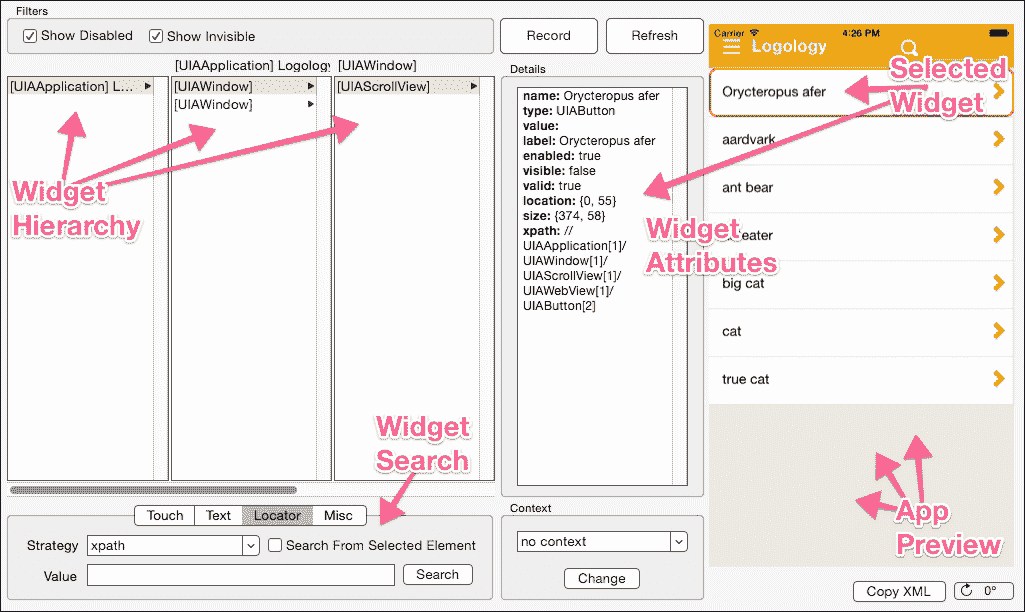 Filters
Show Disabled
Show Invisible
Record
Refresh
[UIAApplication] Logology
[UIAWindow]
[UIAApplication] L...
[UIAWindow]
[UIAWindow]
[UIAScrollView]
Widget
Hierarchy
Details
name: Orycteropus afer
type: UIAButton
value:
label: Orycteropus afer
enabled: true
visible: false
valid: true
location: {0, 55}
size: {374, 58}
xpath: //
UIAApplication[1]/
UIAWindow[1]/
UIAScrollView[1]/
UIAWebView[1]/
UIAButton[2]
Widget
Attributes
Carrier
4:26 PM
Logology
Selected
Widget
Orycteropus afer
aardvark
ant bear
eater
big cat
cat
true cat
App
Preview
Widget
Search
Touch
Text
Locator
Misc
Strategy
xpath
Search From Selected Element
Value
Search
Context
no context
Change
Copy XML
0°